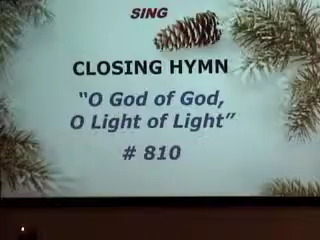 SING
CLOSING HYMN
“O God of God,
O Light of Light”
# 810